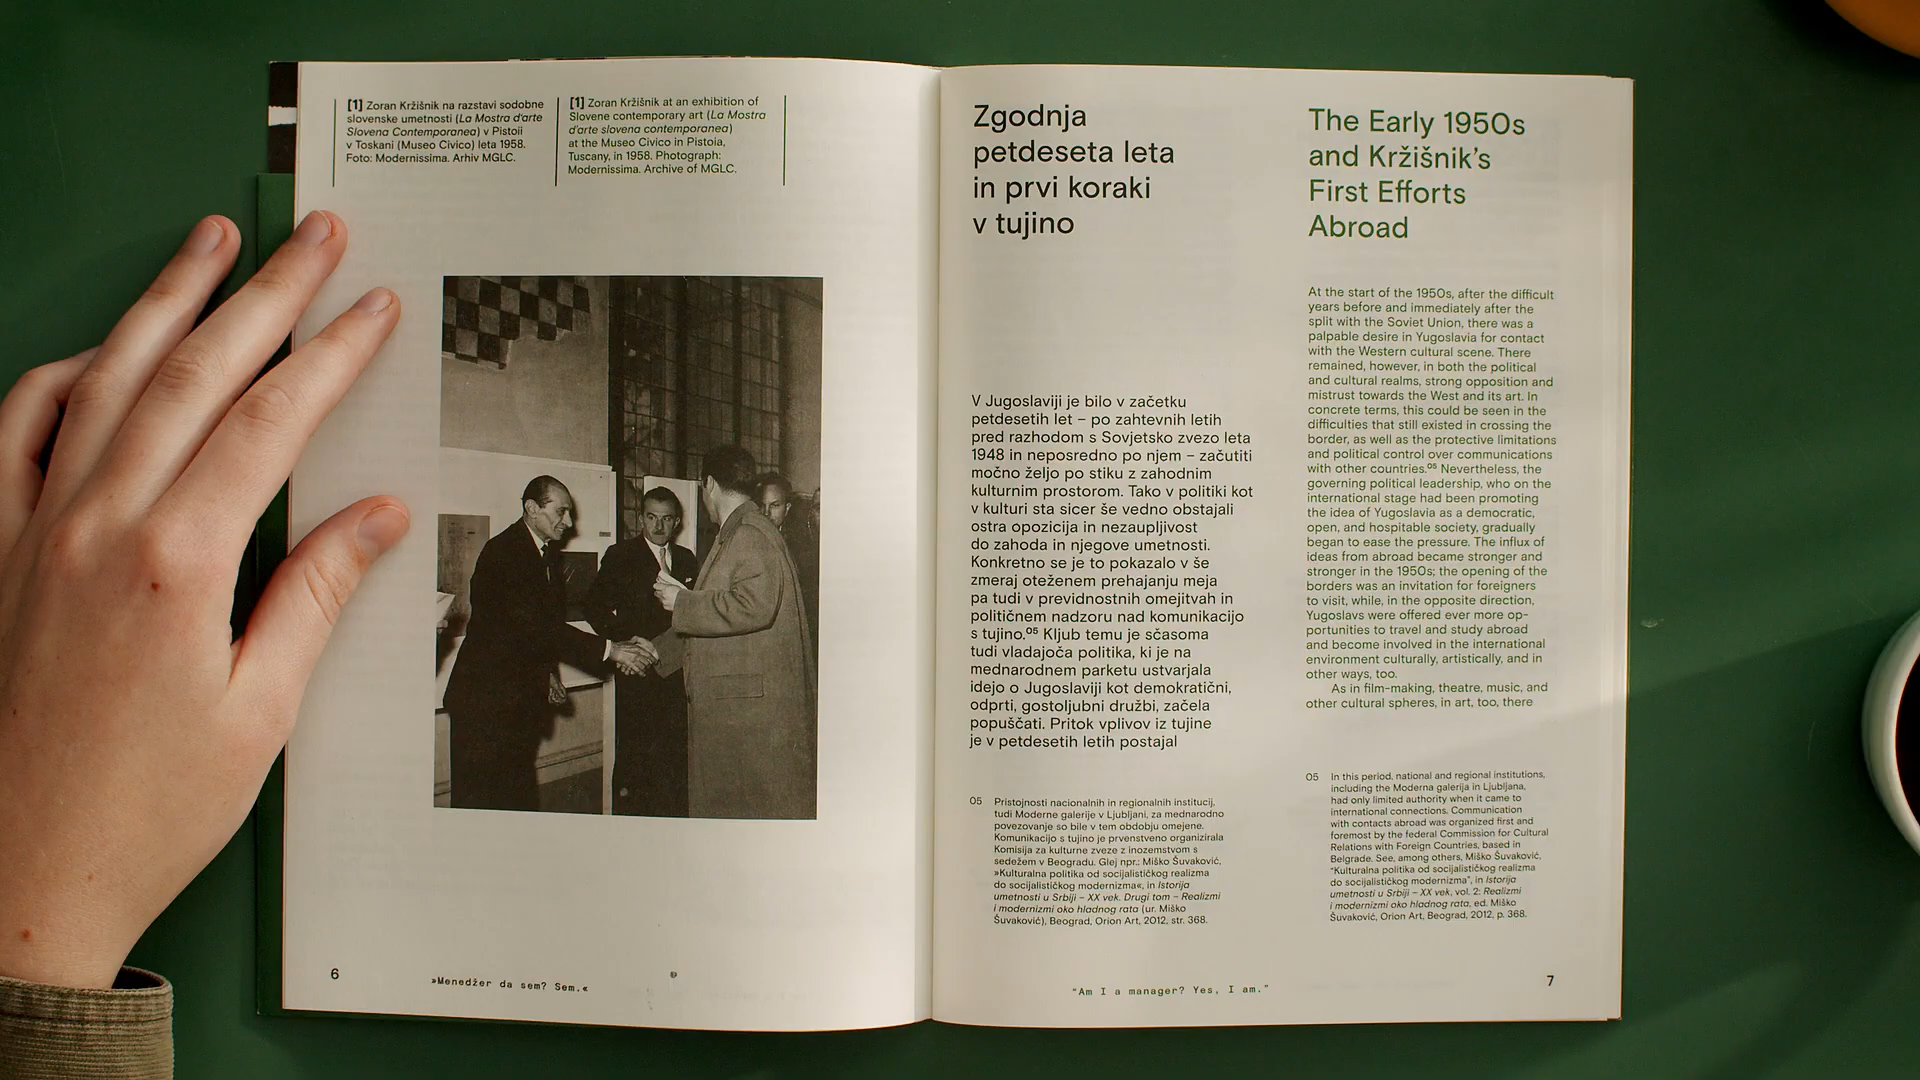 [1] Zoran Kržišnik na razstavi sodobne
slovenske umetnosti (La Mostra d'arte
Slovena Contemporanea) v Pistoii
v Toskani (Museo Civico) leta 1958.
Foto: Modernissima. Arhiv MGLC.
[1] Zoran Kržišnik at an exhibition of
Slovene contemporary art (La Mostra
d'arte slovena contemporanea)
at the Museo Civico in Pistoia,
Tuscany, in 1958. Photograph:
Modernissima. Archive of MGLC.
6
»Menedžer da sem? Sem.«
Zgodnja
petdeseta leta
in prvi koraki
v tujino
V Jugoslaviji je bilo v začetku
petdesetih let – po zahtevnih letih
pred razhodom s Sovjetsko zvezo leta
1948 in neposredno po njem – začutiti
močno željo po stiku z zahodnim
kulturnim prostorom. Tako v politiki kot
v kulturi sta sicer še vedno obstajali
ostra opozicija in nezaupljivost
do zahoda in njegove umetnosti.
Konkretno se je to pokazalo v še
zmeraj oteženem prehajanju meja
pa tudi v previdnostnih omejitvah in
političnem nadzoru nad komunikacijo
s tujino.⁰⁵ Kljub temu je sčasoma
tudi vladajoča politika, ki je na
mednarodnem parketu ustvarjala
idejo o Jugoslaviji kot demokratični,
odprti, gostoljubni družbi, začela
popuščati. Pritok vplivov iz tujine
je v petdesetih letih postajal
05 Pristojnosti nacionalnih in regionalnih institucij,
tudi Moderne galerije v Ljubljani, za mednarodno
povezovanje so bile v tem obdobju omejene.
Komunikacijo s tujino je prvenstveno organizirala
Komisija za kulturne zveze z inozemstvom s
sedežem v Beogradu. Glej npr.: Miško Šuvaković,
»Kulturalna politika od socijalističkog realizma
do socijalističkog modernizma«, in Istorija
umetnosti u Srbiji – XX vek. Drugi tom – Realizmi
i modernizmi oko hladnog rata (ur. Miško
Šuvaković), Beograd, Orion Art, 2012, str. 368.
The Early 1950s
and Kržišnik's
First Efforts
Abroad
At the start of the 1950s, after the difficult
years before and immediately after the
split with the Soviet Union, there was a
palpable desire in Yugoslavia for contact
with the Western cultural scene. There
remained, however, in both the political
and cultural realms, strong opposition and
mistrust towards the West and its art. In
concrete terms, this could be seen in the
difficulties that still existed in crossing the
border, as well as the protective limitations
and political control over communications
with other countries.⁰⁵ Nevertheless, the
governing political leadership, who on the
international stage had been promoting
the idea of Yugoslavia as a democratic,
open, and hospitable society, gradually
began to ease the pressure. The influx of
ideas from abroad became stronger and
stronger in the 1950s; the opening of the
borders was an invitation for foreigners
to visit, while, in the opposite direction,
Yugoslavs were offered ever more op-
portunities to travel and study abroad
and become involved in the international
environment culturally, artistically, and in
other ways, too.
As in film-making, theatre, music, and
other cultural spheres, in art, too, there
05 In this period, national and regional institutions,
including the Moderna galerija in Ljubljana,
had only limited authority when it came to
international connections. Communication
with contacts abroad was organized first and
foremost by the federal Commission for Cultural
Relations with Foreign Countries, based in
Belgrade. See, among others, Miško Šuvaković,
"Kulturalna politika od socijalističkog realizma
do socijalističkog modernizma", in Istorija
umetnosti u Srbiji – XX vek, vol. 2: Realizmi
i modernizmi oko hladnog rata, ed. Miško
Šuvaković, Orion Art, Beograd, 2012, p. 368.
"Am I a manager? Yes, I am."
7